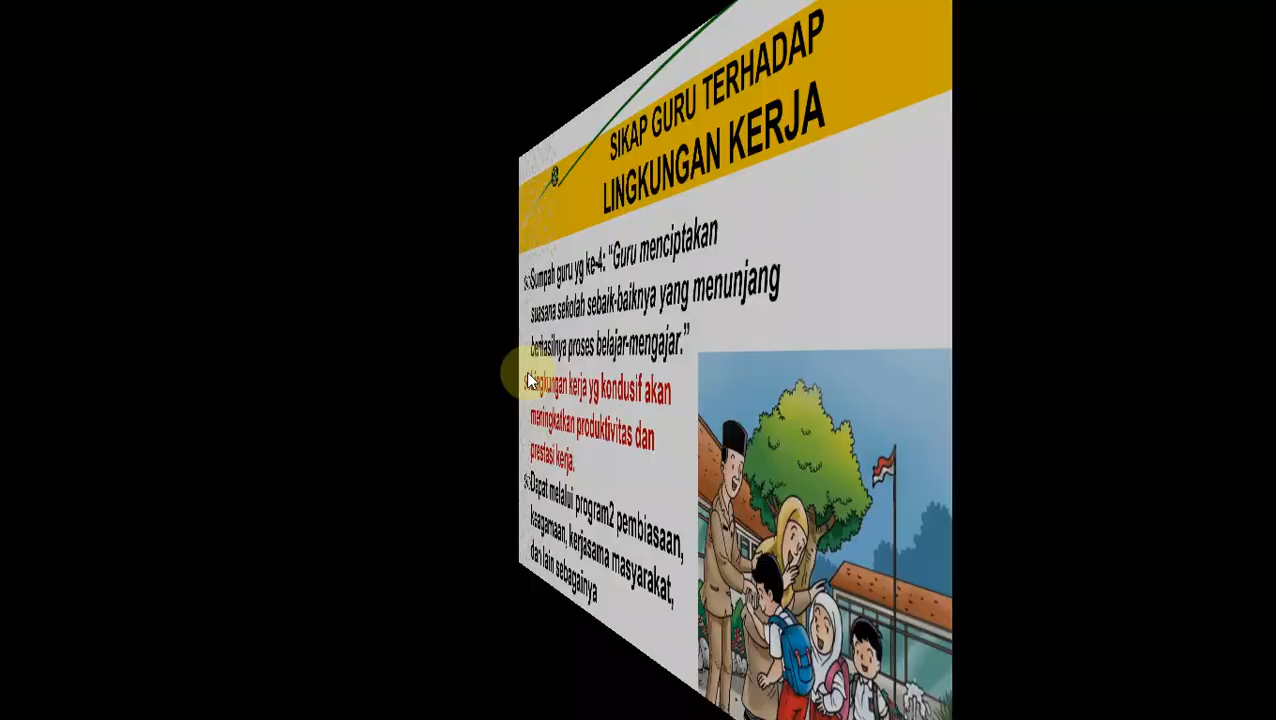 SIKAP GURU TERHADAP
LINGKUNGAN KERJA
Sumpah guru yg ke-4: “Guru menciptakan
suasana sekolah sebaik-baiknya yang menunjang
berhasilnya proses belajar-mengajar.”
Lingkungan kerja yg kondusif akan
meningkatkan produktivitas dan
prestasi kerja.
Dapat melalui program2 pembiasaan,
keagamaan, kerjasama masyarakat,
dan lain sebagainya